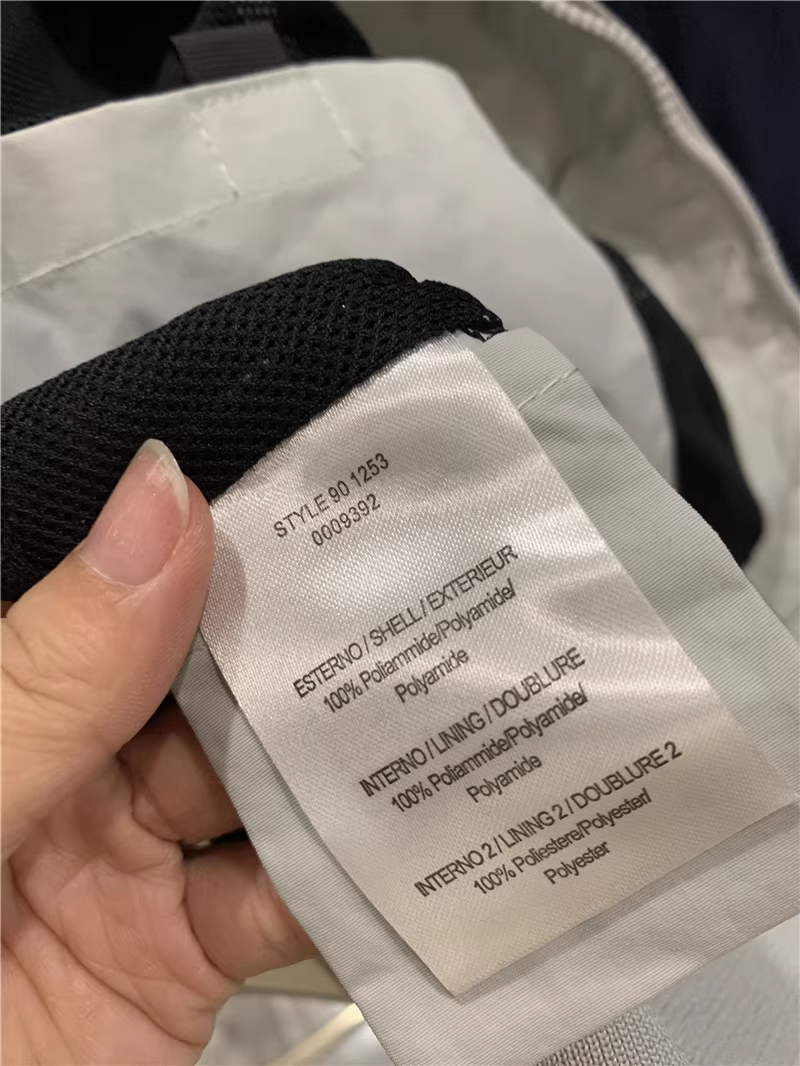 STYLE 90 1253
0009392
ESTERNO / SHELL / EXTERIEUR
100% Poliammide/Polyamide/
Polyamide
INTERNO / LINING / DOUBLURE
100% Poliammide/Polyamide/
Polyamide
INTERNO 2 / LINING 2 / DOUBLURE 2
100% Poliestere/Polyester/
Polyester